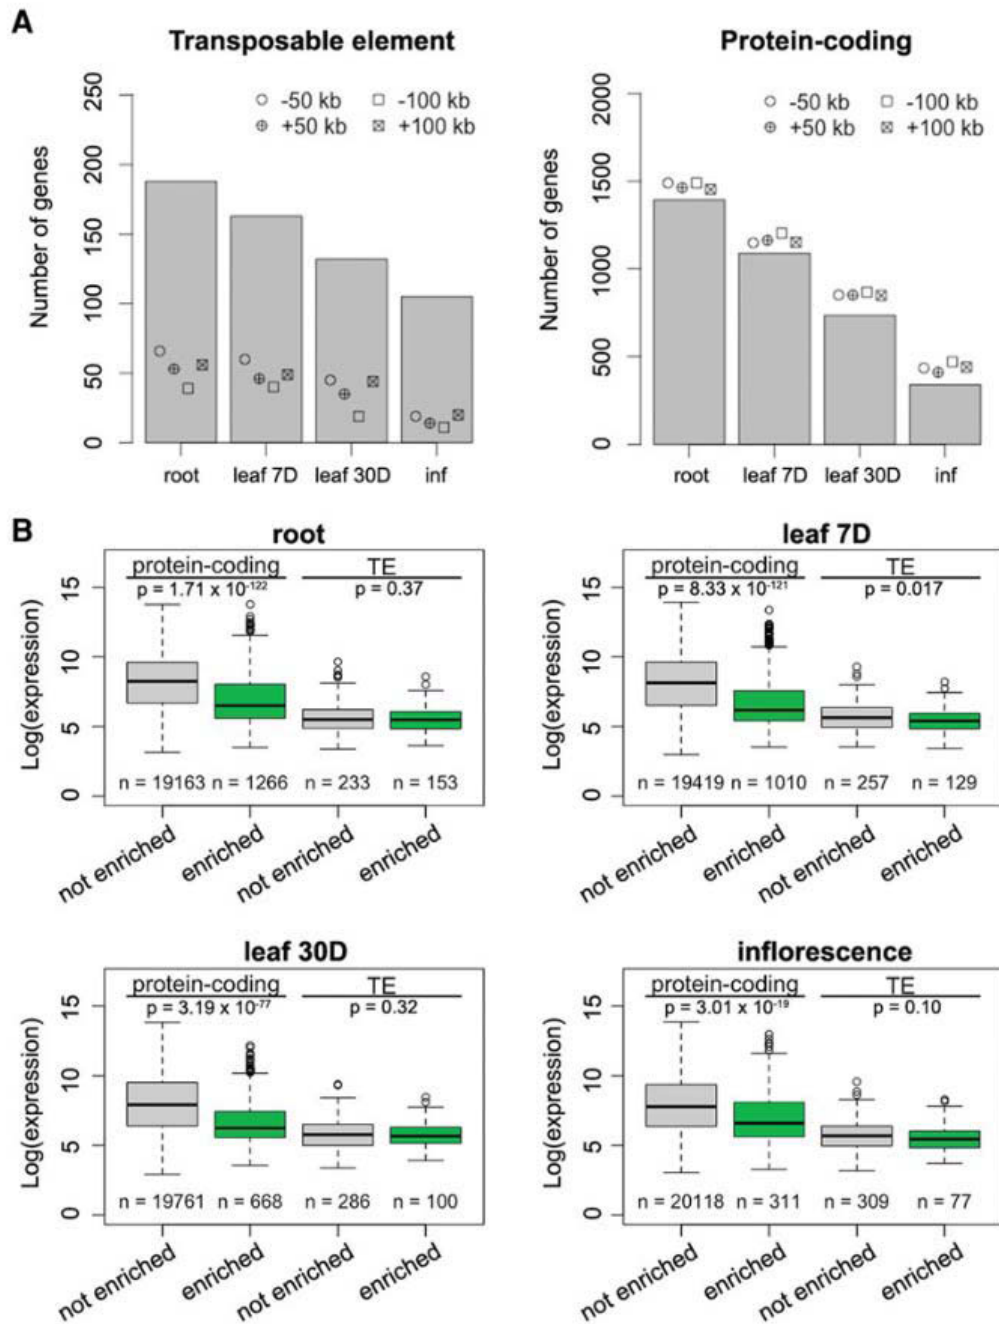 A
Transposable element
Protein-coding
Number of genes
250
200
150
100
50
0
-50 kb -100 kb
+50 kb +100 kb
root leaf 7D leaf 30D inf
Number of genes
2000
1500
1000
500
0
-50 kb -100 kb
+50 kb +100 kb
root leaf 7D leaf 30D inf
B
root
protein-coding TE
p = 1.71 x 10-122 p = 0.37
Log(expression)
15
10
5
0
n = 19163 n = 1266 n = 233 n = 153
not enriched enriched not enriched enriched
leaf 7D
protein-coding TE
p = 8.33 x 10-121 p = 0.017
Log(expression)
15
10
5
0
n = 19419 n = 1010 n = 257 n = 129
not enriched enriched not enriched enriched
leaf 30D
protein-coding TE
p = 3.19 x 10-77 p = 0.32
Log(expression)
15
10
5
0
n = 19761 n = 668 n = 286 n = 100
not enriched enriched not enriched enriched
inflorescence
protein-coding TE
p = 3.01 x 10-19 p = 0.10
Log(expression)
15
10
5
0
n = 20118 n = 311 n = 309 n = 77
not enriched enriched not enriched enriched